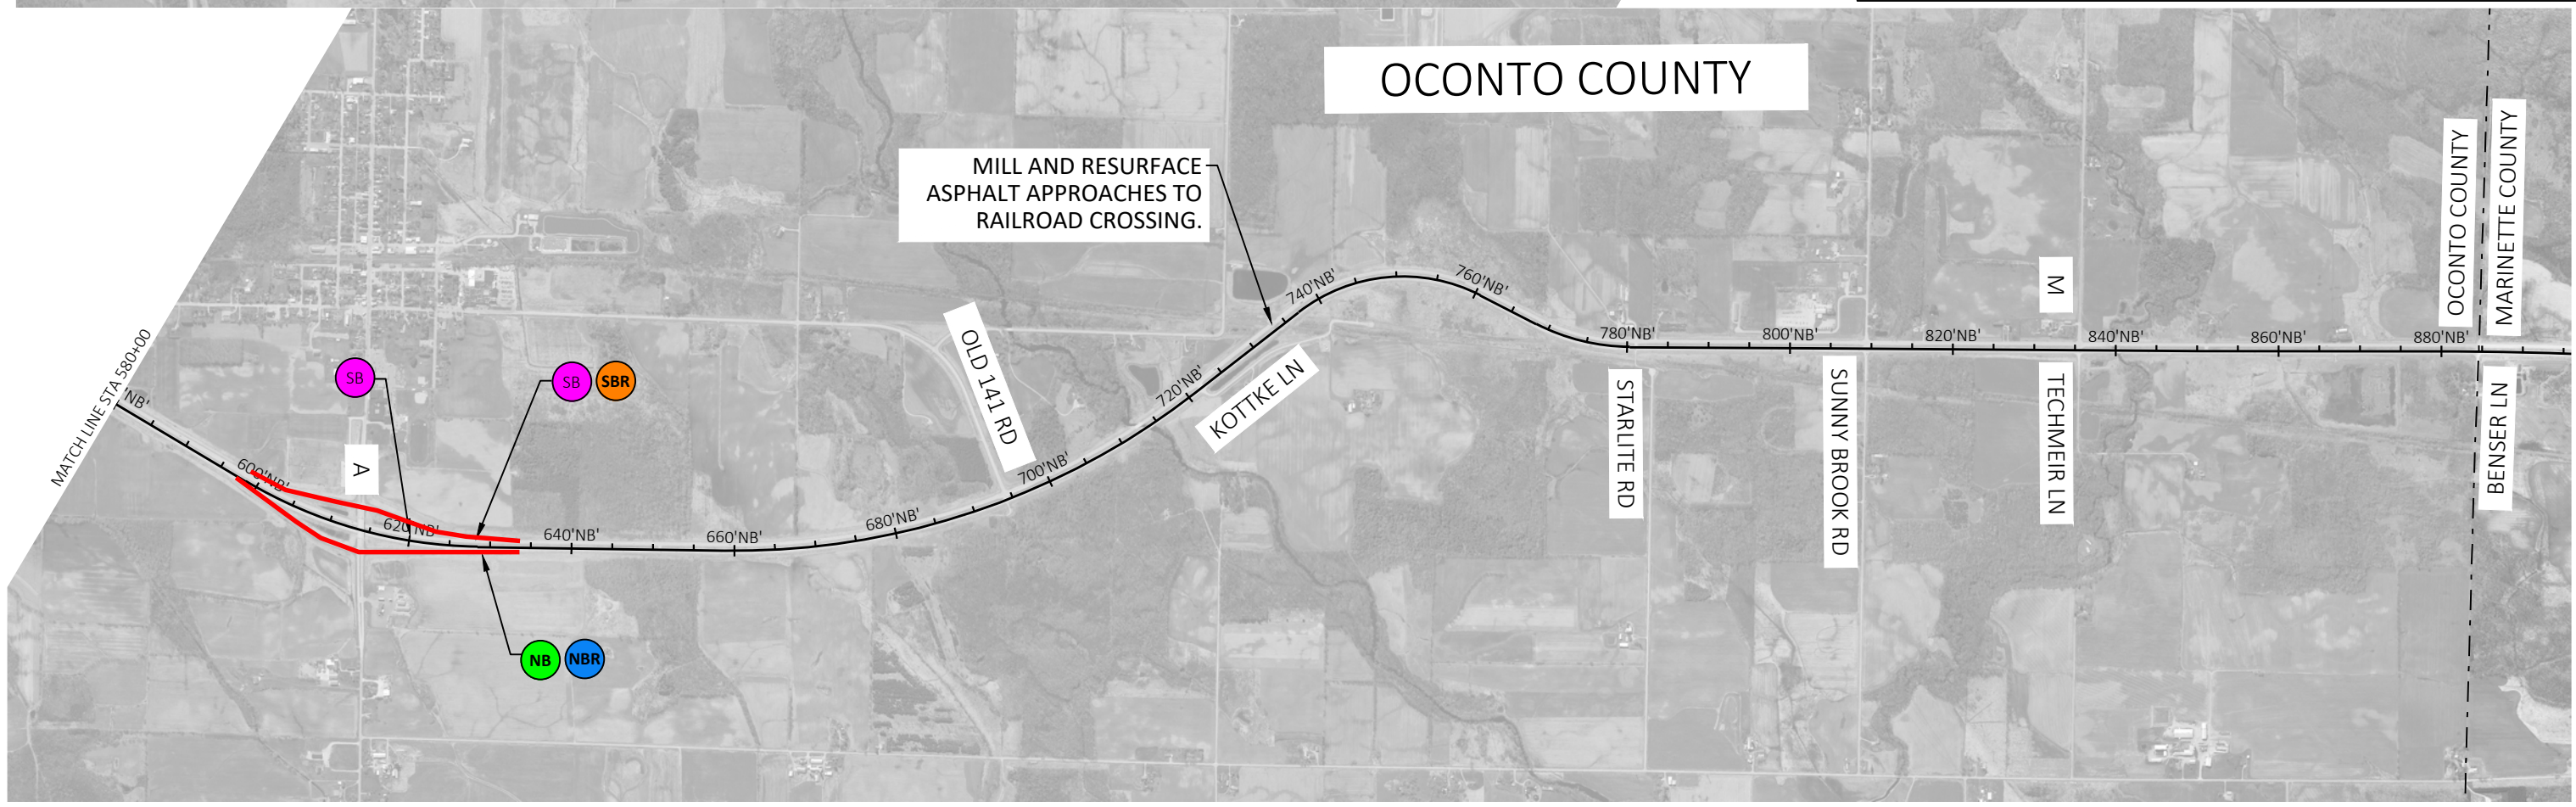 OCONTO COUNTY
MILL AND RESURFACE
ASPHALT APPROACHES TO
RAILROAD CROSSING.
OCONTO COUNTY
MARINETTE COUNTY
MATCH LINE STA 580+00
NB'
600'NB'
620'NB'
640'NB'
660'NB'
680'NB'
700'NB'
720'NB'
740'NB'
760'NB'
780'NB'
800'NB'
820'NB'
840'NB'
860'NB'
880'NB'
SB
SB
SBR
A
NB
NBR
OLD 141 RD
KOTTKE LN
STARLITE RD
SUNNY BROOK RD
M
TECHMEIR LN
BENSER LN